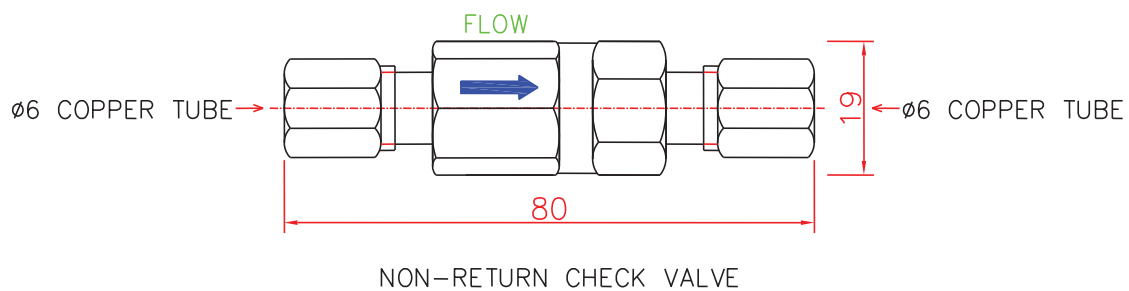 FLOW
ø6 COPPER TUBE
19
ø6 COPPER TUBE
80
NON-RETURN CHECK VALVE